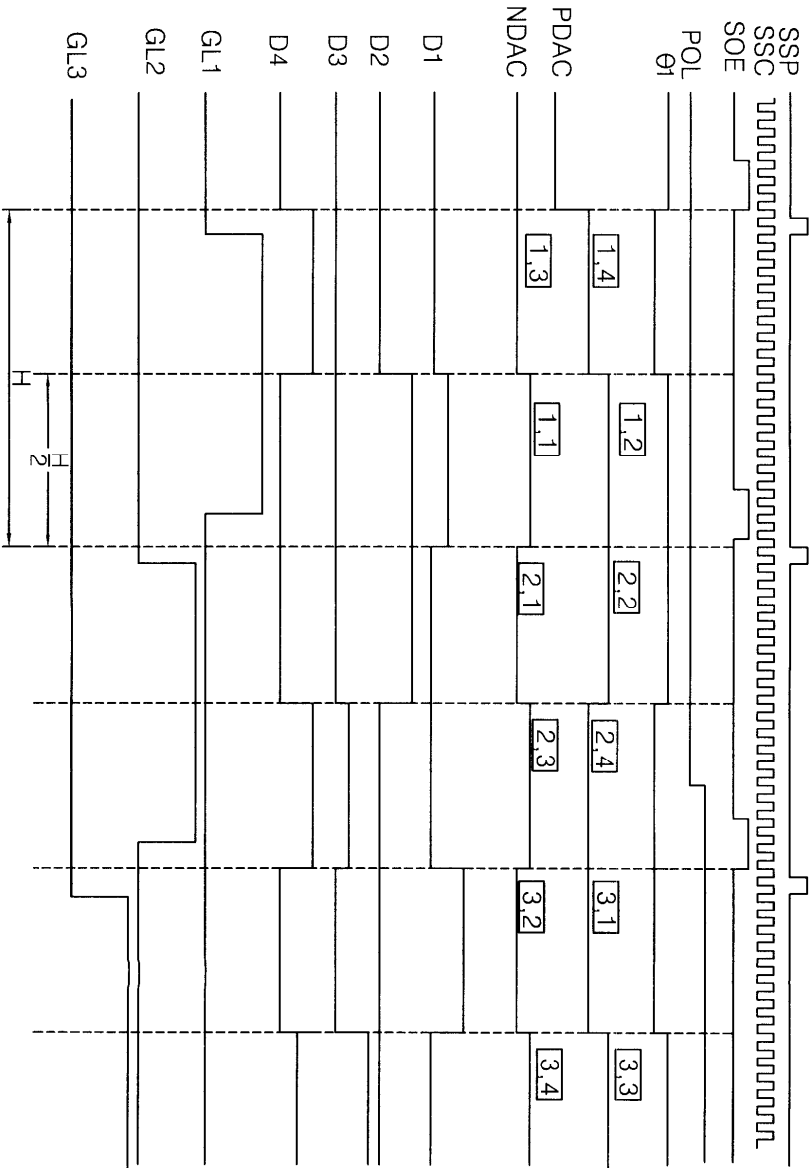 SSP
SSC
SOE
POL
θ1
PDAC
1,4 1,2 2,2 2,4 3,1 3,3
NDAC
1,3 1,1 2,1 2,3 3,2 3,4
D1
D2
D3
D4
GL1
GL2
GL3
H
2
H